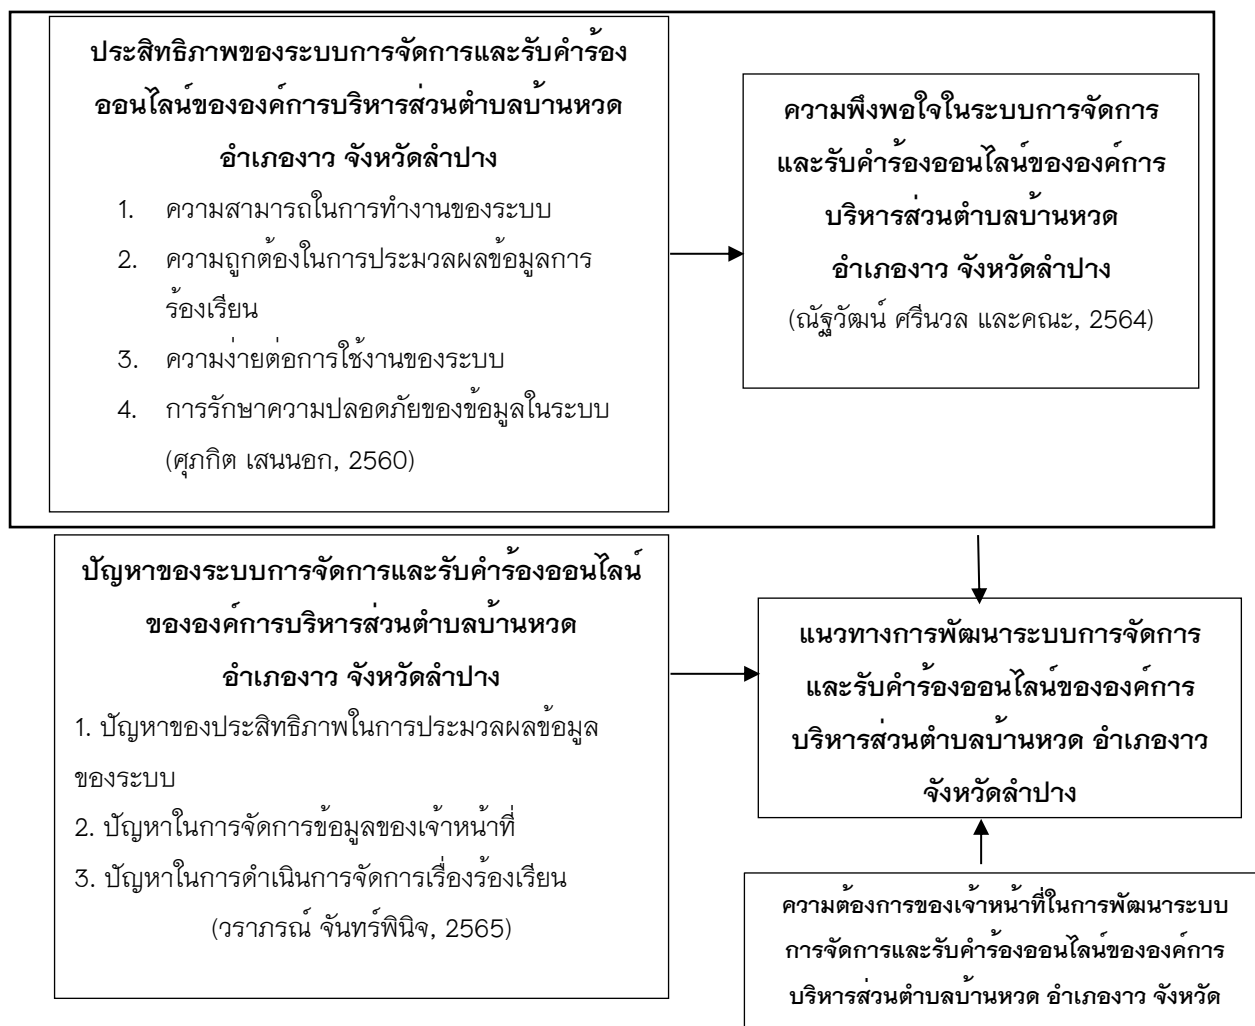 ประสิทธิภาพของระบบการจัดการและรับคำร้อง
ออนไลน์ขององค์การบริหารส่วนตำบลบ้านหวด
อำเภองาว จังหวัดลำปาง
1. ความสามารถในการทำงานของระบบ
2. ความถูกต้องในการประมวลผลข้อมูลการ
ร้องเรียน
3. ความง่ายต่อการใช้งานของระบบ
4. การรักษาความปลอดภัยของข้อมูลในระบบ
(ศุภกิต เสนนอก, 2560)
ความพึงพอใจในระบบการจัดการ
และรับคำร้องออนไลน์ขององค์การ
บริหารส่วนตำบลบ้านหวด
อำเภองาว จังหวัดลำปาง
(ณัฐวัฒน์ ศรีนวล และคณะ, 2564)
ปัญหาของระบบการจัดการและรับคำร้องออนไลน์
ขององค์การบริหารส่วนตำบลบ้านหวด
อำเภองาว จังหวัดลำปาง
1. ปัญหาของประสิทธิภาพในการประมวลผลข้อมูล
ของระบบ
2. ปัญหาในการจัดการข้อมูลของเจ้าหน้าที่
3. ปัญหาในการดำเนินการจัดการเรื่องร้องเรียน
(วราภรณ์ จันทร์พินิจ, 2565)
แนวทางการพัฒนาระบบการจัดการ
และรับคำร้องออนไลน์ขององค์การ
บริหารส่วนตำบลบ้านหวด อำเภองาว
จังหวัดลำปาง
ความต้องการของเจ้าหน้าที่ในการพัฒนาระบบ
การจัดการและรับคำร้องออนไลน์ขององค์การ
บริหารส่วนตำบลบ้านหวด อำเภองาว จังหวัด